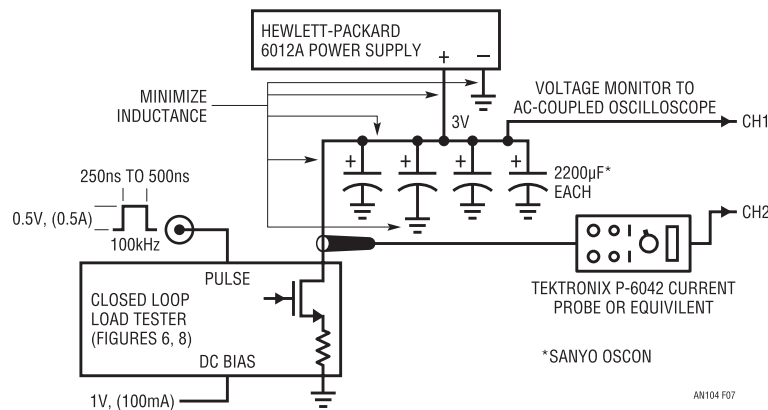 HEWLETT-PACKARD
6012A POWER SUPPLY
+ –
MINIMIZE
INDUCTANCE
VOLTAGE MONITOR TO
AC-COUPLED OSCILLOSCOPE
CH1
3V
+ + + +
2200µF*
EACH
250ns TO 500ns
0.5V, (0.5A)
100kHz
CH2
PULSE
CLOSED LOOP
LOAD TESTER
(FIGURES 6, 8)
DC BIAS
1V, (100mA)
TEKTRONIX P-6042 CURRENT
PROBE OR EQUIVILENT
*SANYO OSCON
AN104 F07